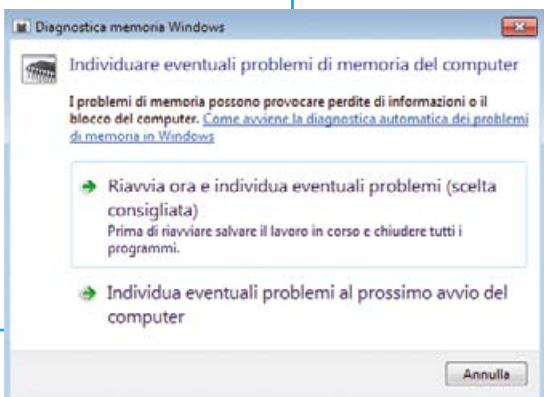 Diagnostica memoria Windows
Individuare eventuali problemi di memoria del computer
I problemi di memoria possono provocare perdite di informazioni o il
blocco del computer. Come avviene la diagnostica automatica dei problemi
di memoria in Windows
Riavvia ora e individua eventuali problemi (scelta
consigliata)
Prima di riavviare salvare il lavoro in corso e chiudere tutti i
programmi.
Individua eventuali problemi al prossimo avvio del
computer
Annulla